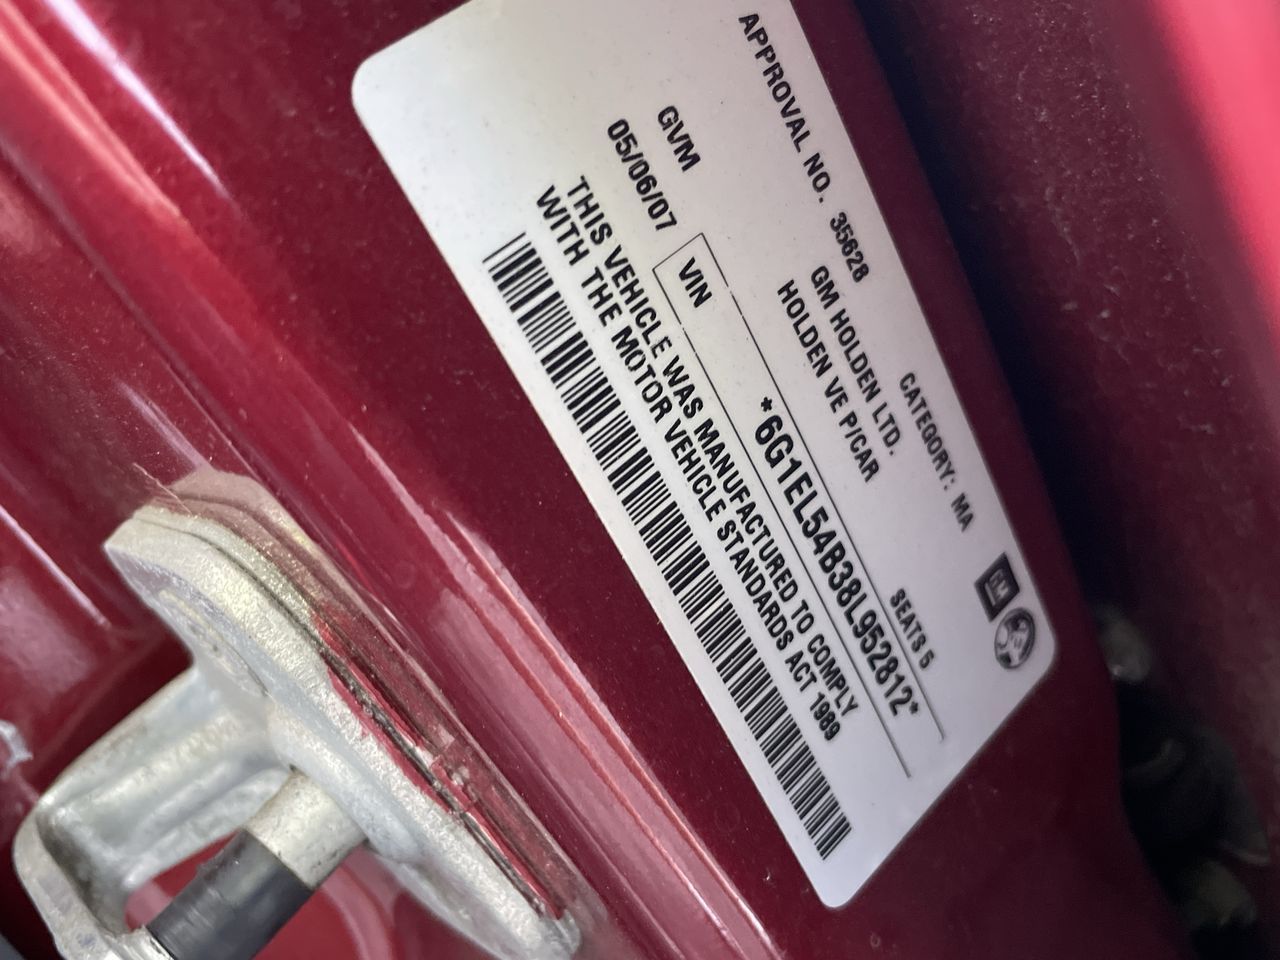 APPROVAL NO. 35628
CATEGORY: MA
GM
GM HOLDEN LTD.
HOLDEN VE P/CAR
SEATS 5
GVM
05/06/07
VIN
*6G1EL54B38L952812*
THIS VEHICLE WAS MANUFACTURED TO COMPLY
WITH THE MOTOR VEHICLE STANDARDS ACT 1989